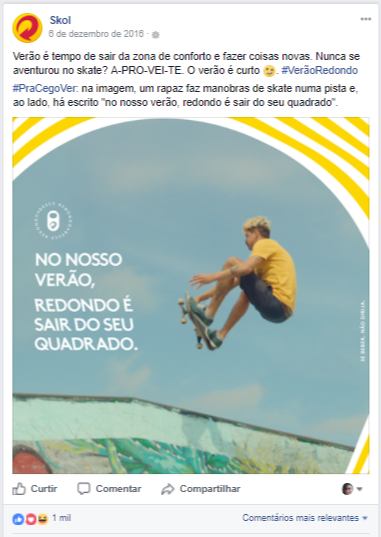 Skol
6 de dezembro de 2016 ·
Verão é tempo de sair da zona de conforto e fazer coisas novas. Nunca se
aventurou no skate? A-PRO-VEI-TE. O verão é curto 😉. #VerãoRedondo
#PraCegoVer: na imagem, um rapaz faz manobras de skate numa pista e,
ao lado, há escrito "no nosso verão, redondo é sair do seu quadrado".
NO NOSSO
VERÃO,
REDONDO É
SAIR DO SEU
QUADRADO.
SE BEBER, NÃO DIRIJA.
Curtir
Comentar
Compartilhar
1 mil
Comentários mais relevantes